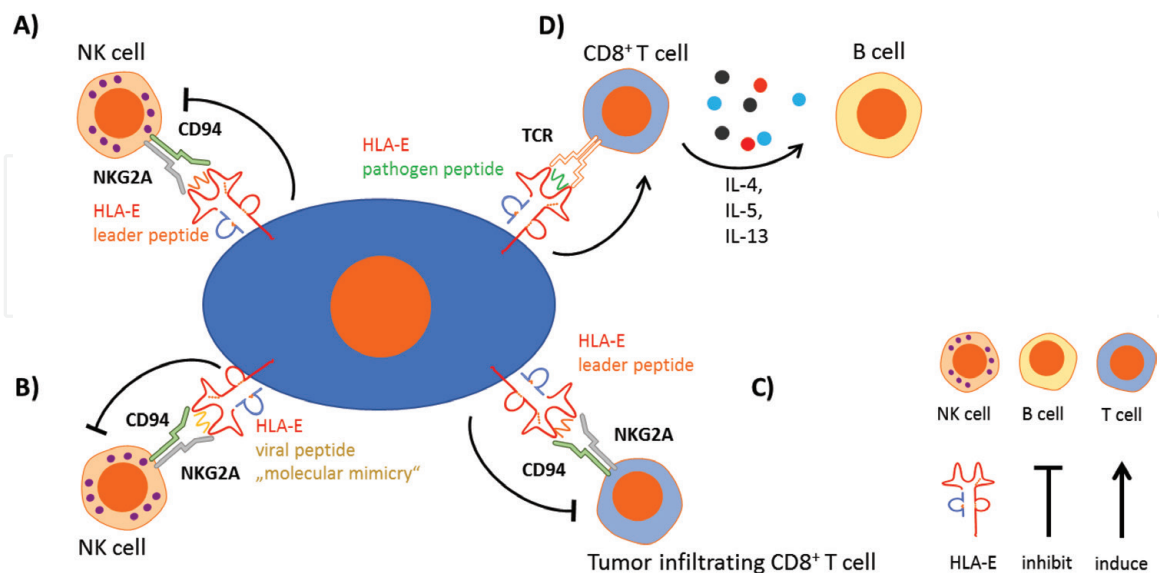 A)
NK cell
CD94
NKG2A
HLA-E
leader peptide
D)
CD8⁺ T cell
B cell
TCR
HLA-E
pathogen peptide
IL-4,
IL-5,
IL-13
B)
CD94
NKG2A
HLA-E
viral peptide
„molecular mimicry“
NK cell
C)
HLA-E
leader peptide
NKG2A
CD94
Tumor infiltrating CD8⁺ T cell
NK cell
B cell
T cell
HLA-E
inhibit
induce